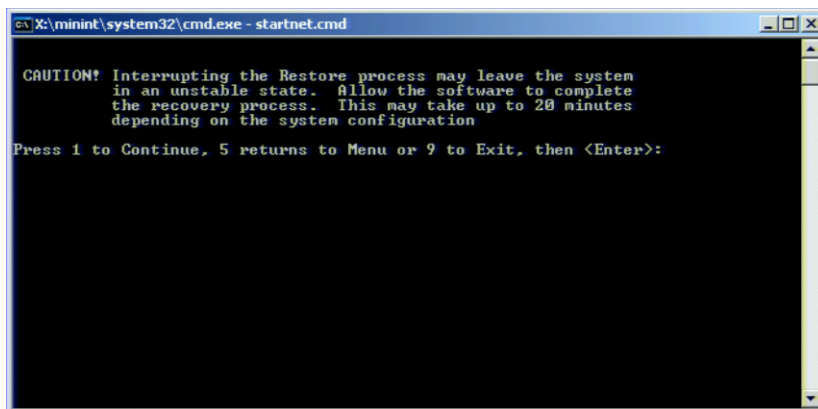 X:\minint\system32\cmd.exe - startnet.cmd
CAUTION! Interrupting the Restore process may leave the system
in an unstable state. Allow the software to complete
the recovery process. This may take up to 20 minutes
depending on the system configuration
Press 1 to Continue, 5 returns to Menu or 9 to Exit, then <Enter>: